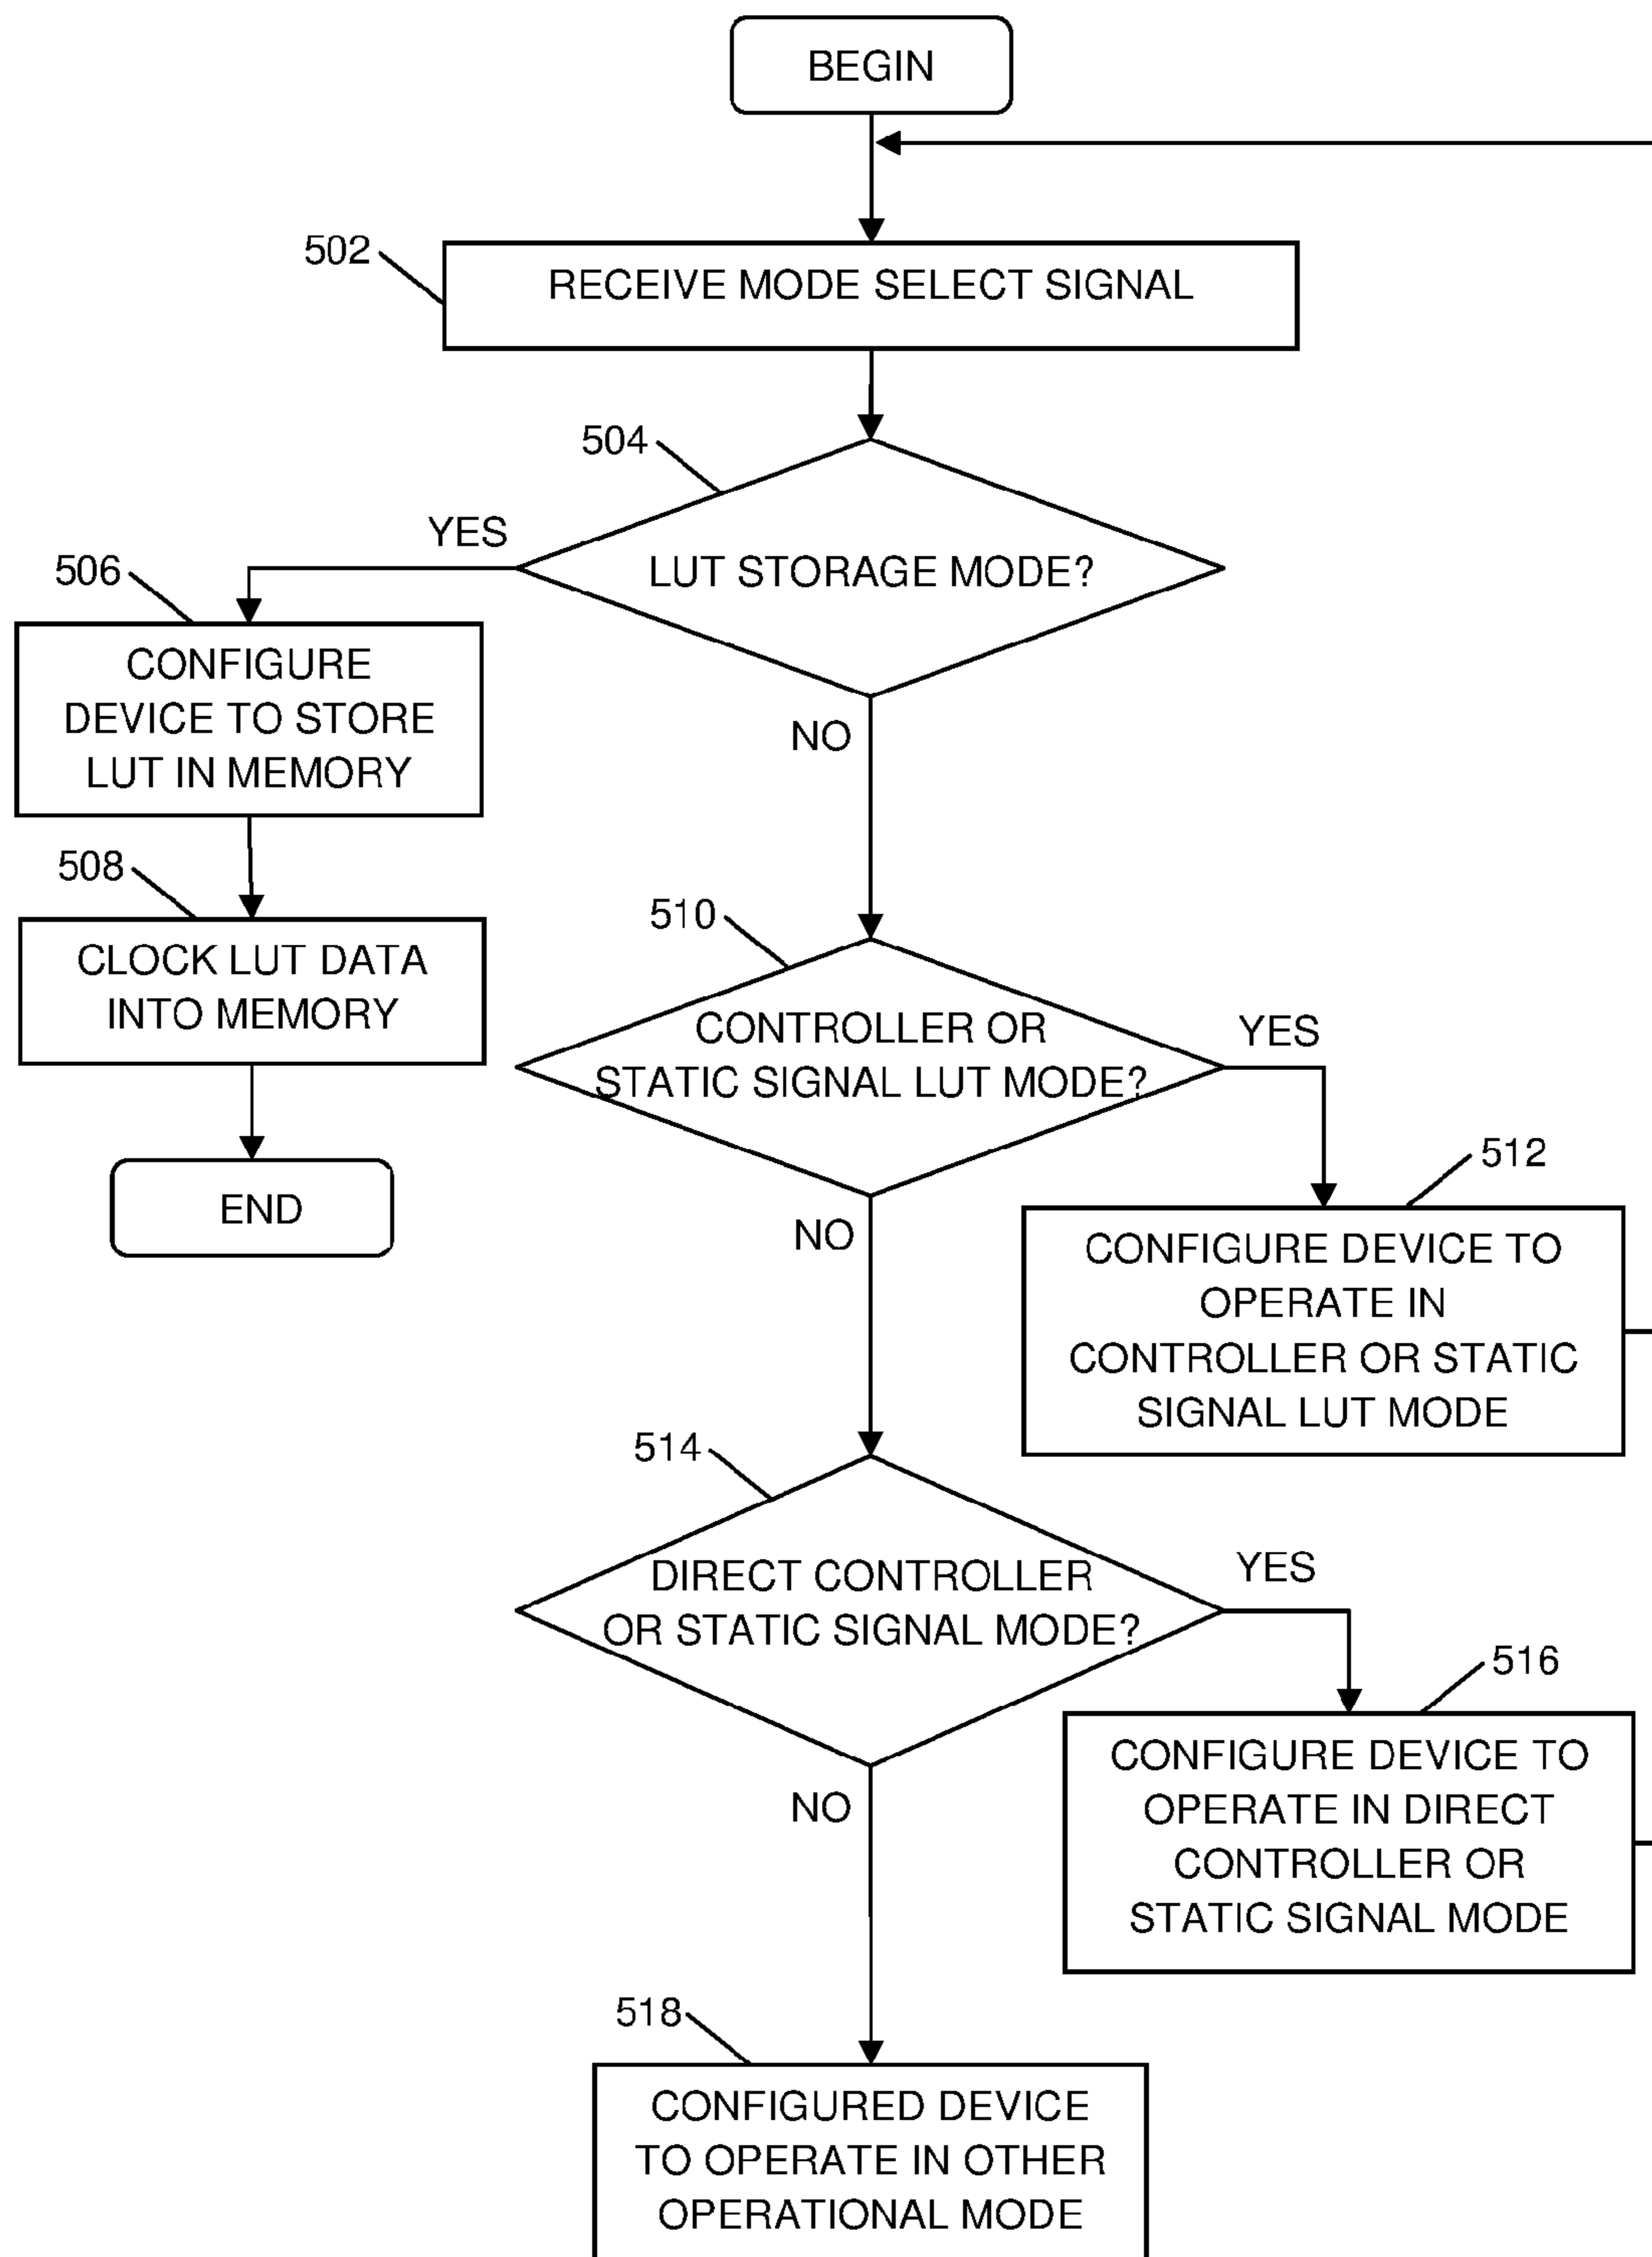 BEGIN
502
RECEIVE MODE SELECT SIGNAL
504
YES
LUT STORAGE MODE?
506
CONFIGURE
DEVICE TO STORE
LUT IN MEMORY
NO
508
CLOCK LUT DATA
INTO MEMORY
END
510
CONTROLLER OR
STATIC SIGNAL LUT MODE?
YES
512
CONFIGURE DEVICE TO
OPERATE IN
CONTROLLER OR STATIC
SIGNAL LUT MODE
NO
514
DIRECT CONTROLLER
OR STATIC SIGNAL MODE?
YES
516
CONFIGURE DEVICE TO
OPERATE IN DIRECT
CONTROLLER OR
STATIC SIGNAL MODE
NO
518
CONFIGURED DEVICE
TO OPERATE IN OTHER
OPERATIONAL MODE